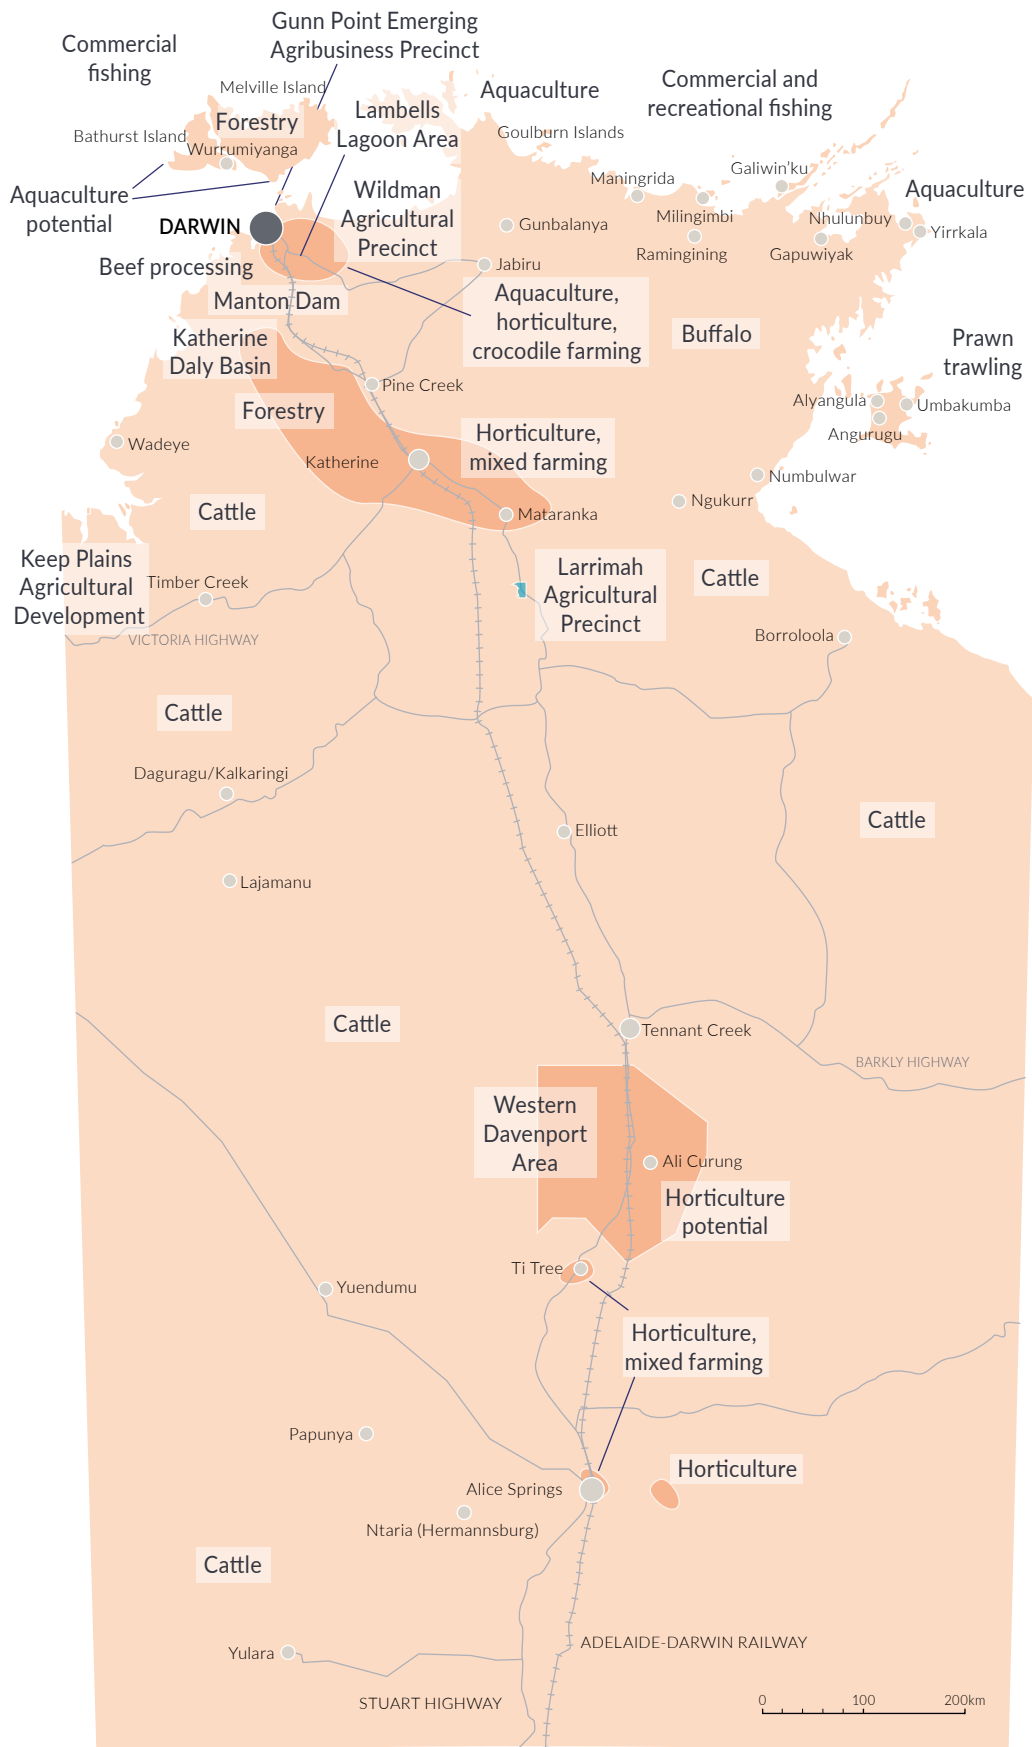 Gunn Point Emerging
Agribusiness Precinct
Commercial
fishing
Melville Island
Aquaculture
Commercial and
recreational fishing
Lambells
Lagoon Area
Forestry
Bathurst Island
Wurrumiyanga
Goulburn Islands
Galiwin'ku
Maningrida
Aquaculture
potential
Wildman
Agricultural
Precinct
Aquaculture
DARWIN
Gunbalanya
Milingimbi
Nhulunbuy
Yirrkala
Ramingining
Gapuwiyak
Beef processing
Jabiru
Manton Dam
Aquaculture,
horticulture,
crocodile farming
Buffalo
Katherine
Daly Basin
Prawn
trawling
Pine Creek
Alyangula
Umbakumba
Forestry
Angurugu
Wadeye
Horticulture,
mixed farming
Katherine
Numbulwar
Ngukurr
Cattle
Mataranka
Keep Plains
Agricultural
Development
Timber Creek
Larrimah
Agricultural
Precinct
Cattle
VICTORIA HIGHWAY
Borroloola
Cattle
Daguragu/Kalkaringi
Cattle
Elliott
Lajamanu
Cattle
Tennant Creek
BARKLY HIGHWAY
Western
Davenport
Area
Ali Curung
Horticulture
potential
Ti Tree
Yuendumu
Horticulture,
mixed farming
Papunya
Horticulture
Alice Springs
Ntaria (Hermannsburg)
Cattle
ADELAIDE-DARWIN RAILWAY
Yulara
STUART HIGHWAY
0 100 200km